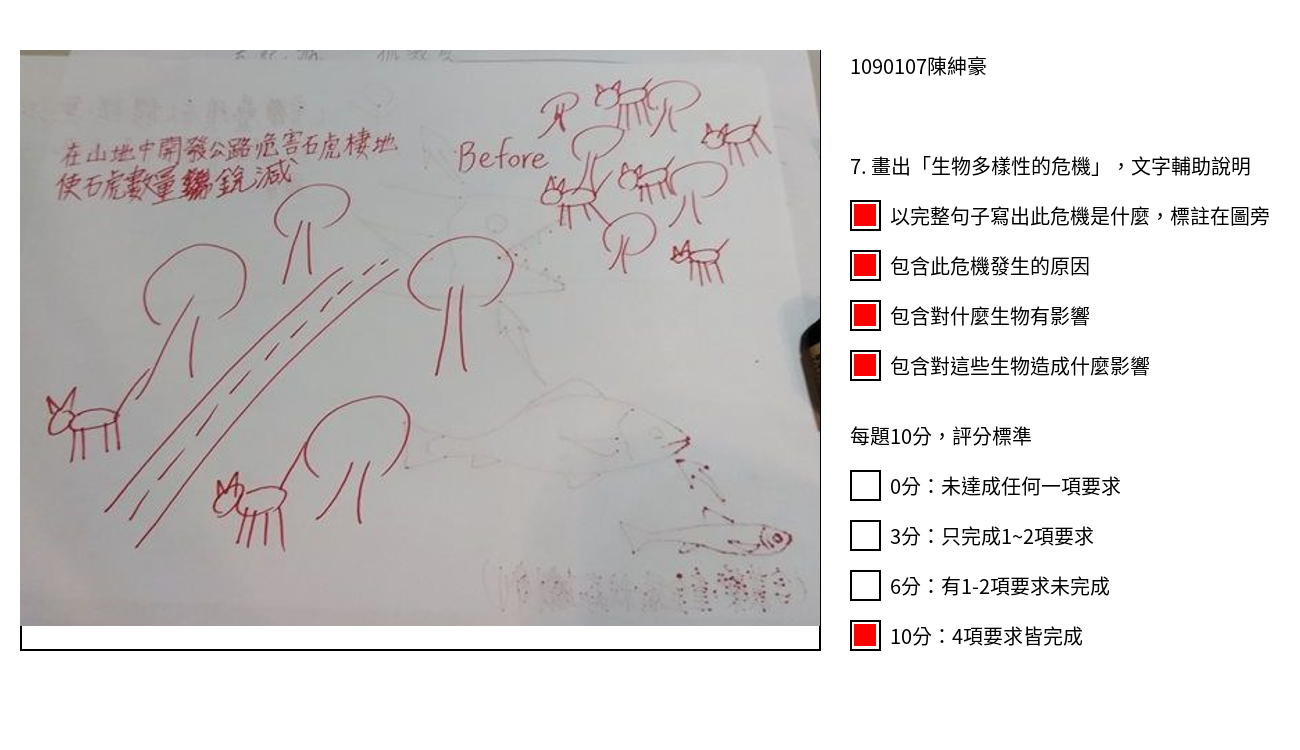 1090107陳紳豪
在山地中開發公路危害石虎棲地
使石虎數量銳減
Before
7. 畫出「生物多樣性的危機」，文字輔助說明
以完整句子寫出此危機是什麼，標註在圖旁
包含此危機發生的原因
包含對什麼生物有影響
包含對這些生物造成什麼影響
每題10分，評分標準
0分：未達成任何一項要求
3分：只完成1~2項要求
6分：有1-2項要求未完成
10分：4項要求皆完成